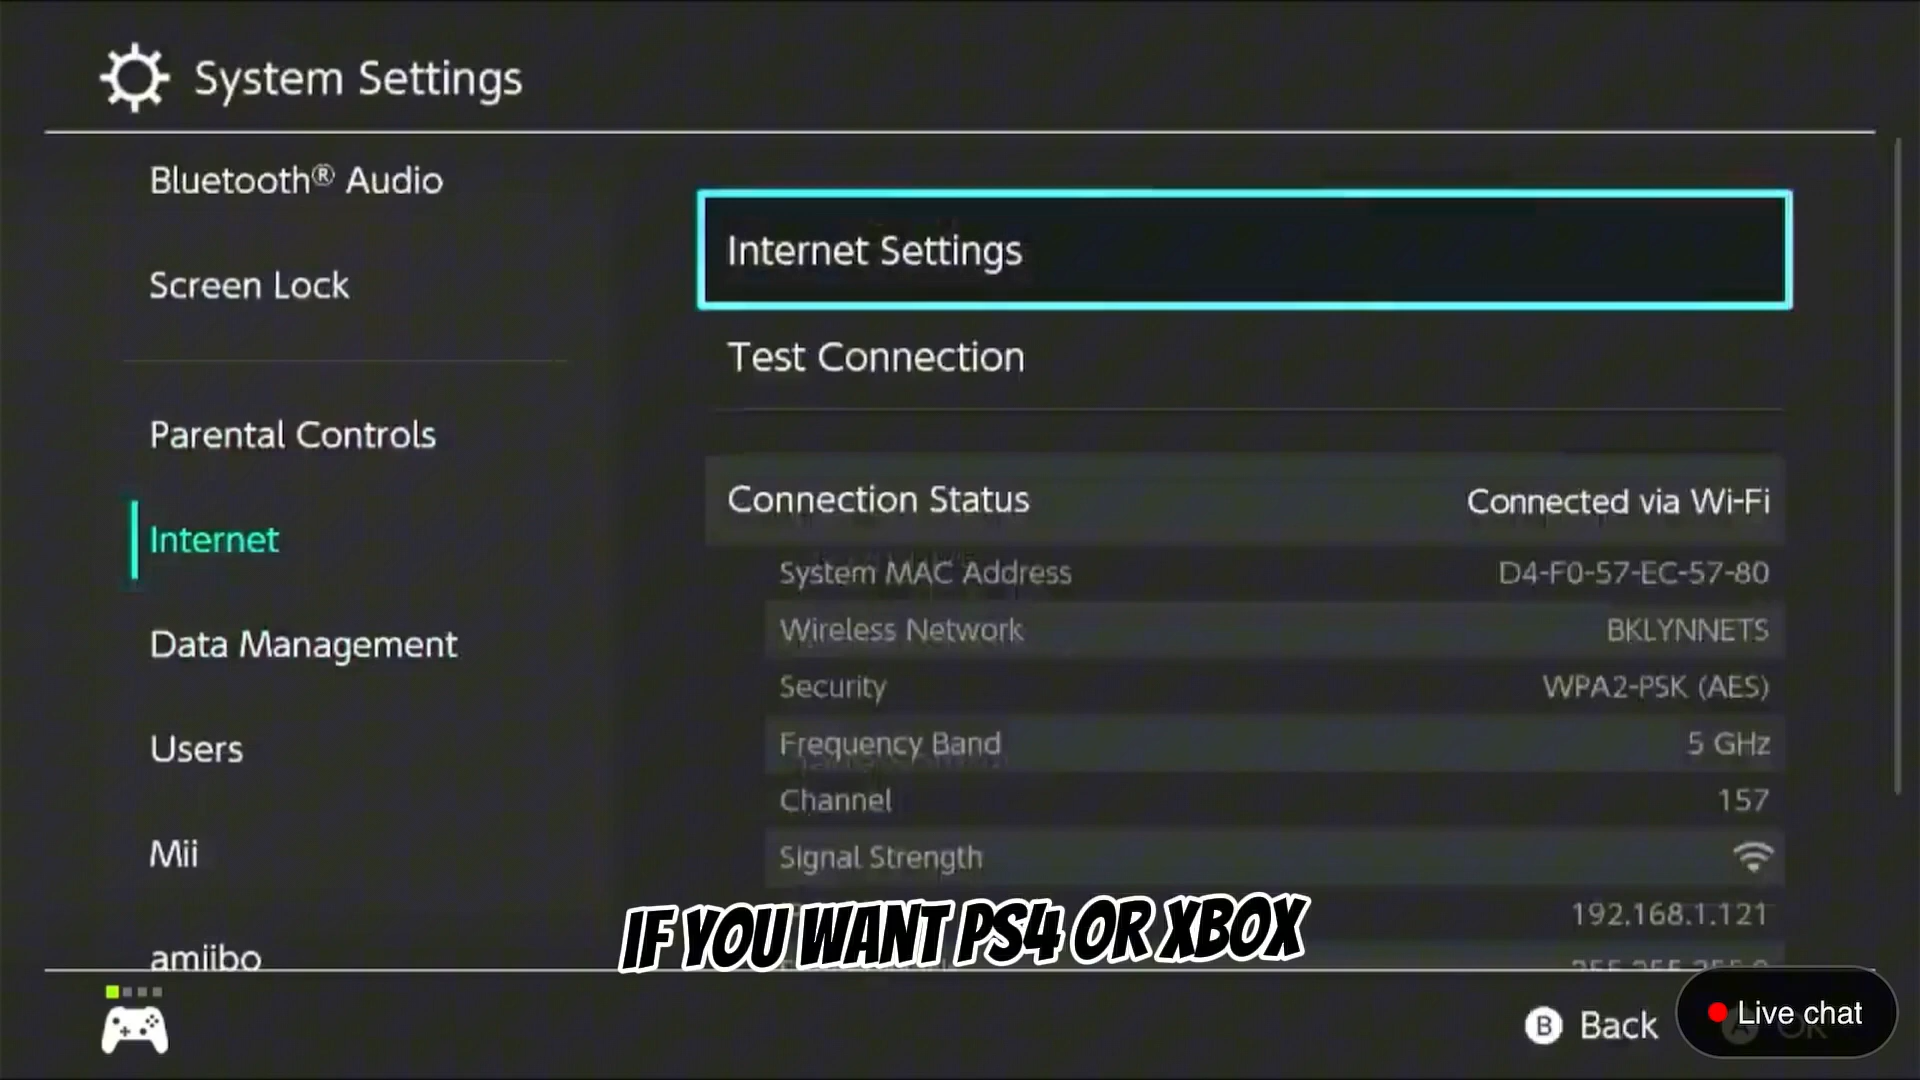 System Settings
Bluetooth® Audio
Screen Lock
Parental Controls
Internet
Data Management
Users
Mii
amiibo
Internet Settings
Test Connection
Connection Status Connected via Wi-Fi
System MAC Address D4-F0-57-EC-57-80
Wireless Network BKLYNNETS
Security WPA2-PSK (AES)
Frequency Band 5 GHz
Channel 157
Signal Strength
192.168.1.121
IF YOU WANT PS4 OR XBOX
B Back
Live chat